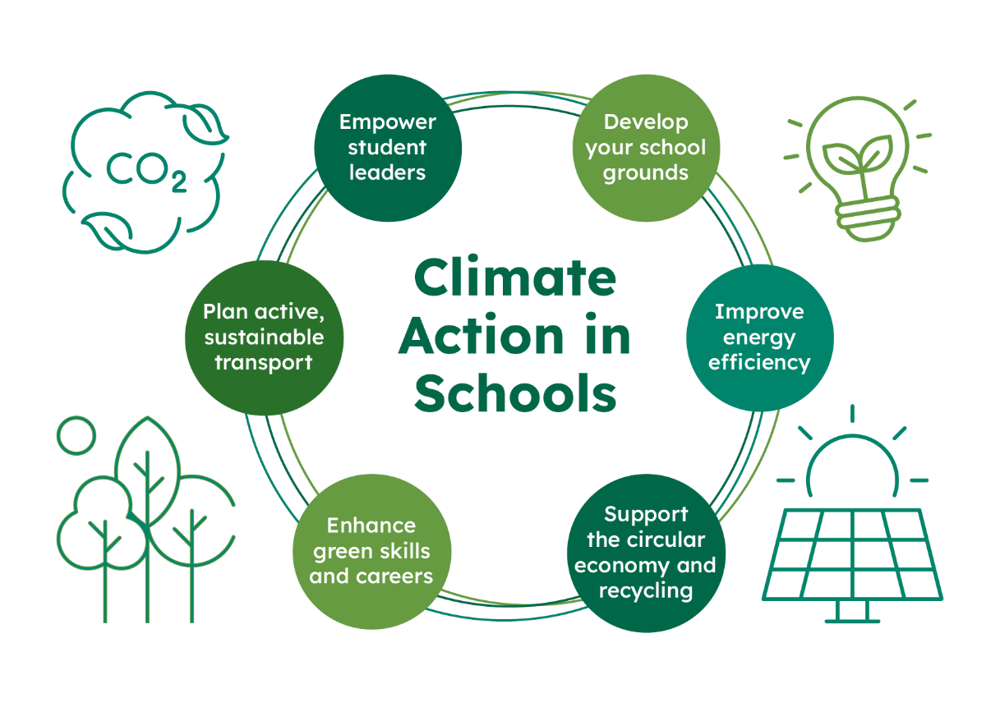 CO2
Empower
student
leaders
Develop
your school
grounds
Plan active,
sustainable
transport
Climate
Action in
Schools
Improve
energy
efficiency
Enhance
green skills
and careers
Support
the circular
economy and
recycling